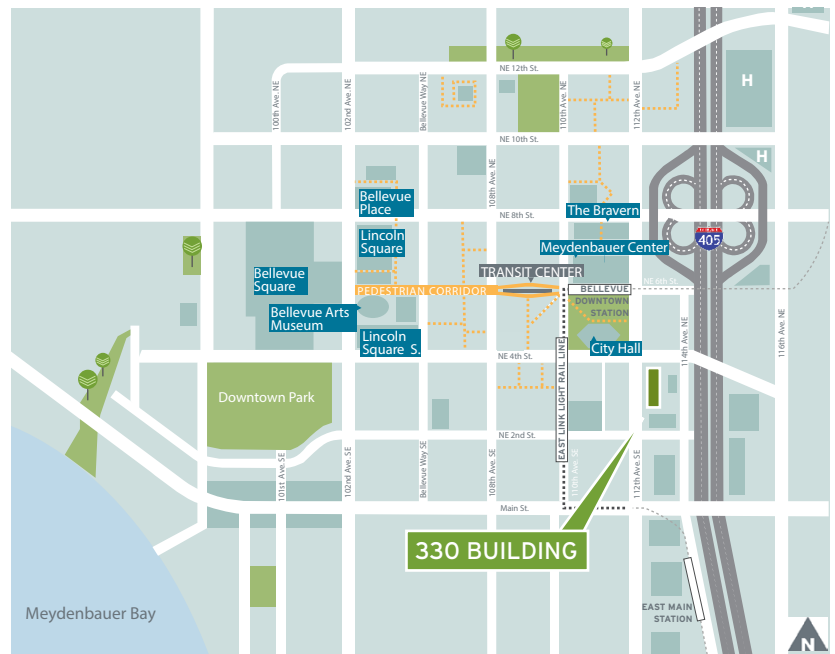 NE 12th St.
H
100th Ave. NE
102nd Ave. NE
Bellevue Way NE
110th Ave. NE
112th Ave. NE
NE 10th St.
H
108th Ave. NE
Bellevue
Place
The Bravern
NE 8th St.
Lincoln
Square
Meydenbauer Center
405
Bellevue
Square
TRANSIT CENTER
NE 6th St.
PEDESTRIAN CORRIDOR
BELLEVUE
DOWNTOWN
STATION
Bellevue Arts
Museum
Lincoln
Square S.
City Hall
114th Ave. NE
116th Ave. NE
NE 4th St.
EAST LINK LIGHT RAIL LINE
Downtown Park
NE 2nd St.
101st Ave. SE
102nd Ave. SE
Bellevue Way SE
108th Ave. SE
110th Ave. SE
112th Ave. SE
Main St.
330 BUILDING
Meydenbauer Bay
EAST MAIN
STATION
N